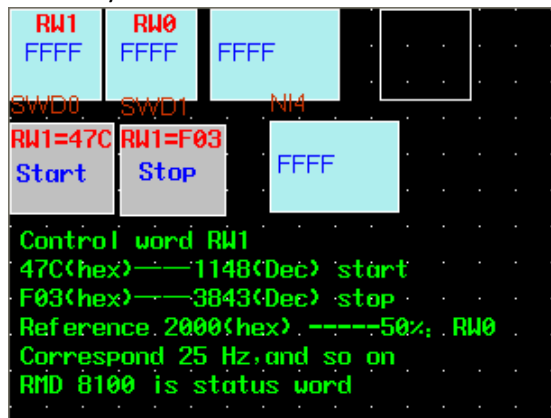 RW1 RW0
FFFF FFFF FFFF
SWD0 SWD1 NI4
RW1=47C RW1=F03
Start Stop FFFF
Control word RW1
47C(hex)——1148(Dec) start
F03(hex)——3843(Dec) stop
Reference 2000(hex) -----50%; RW0
Correspond 25 Hz,and so on
RMD 8100 is status word